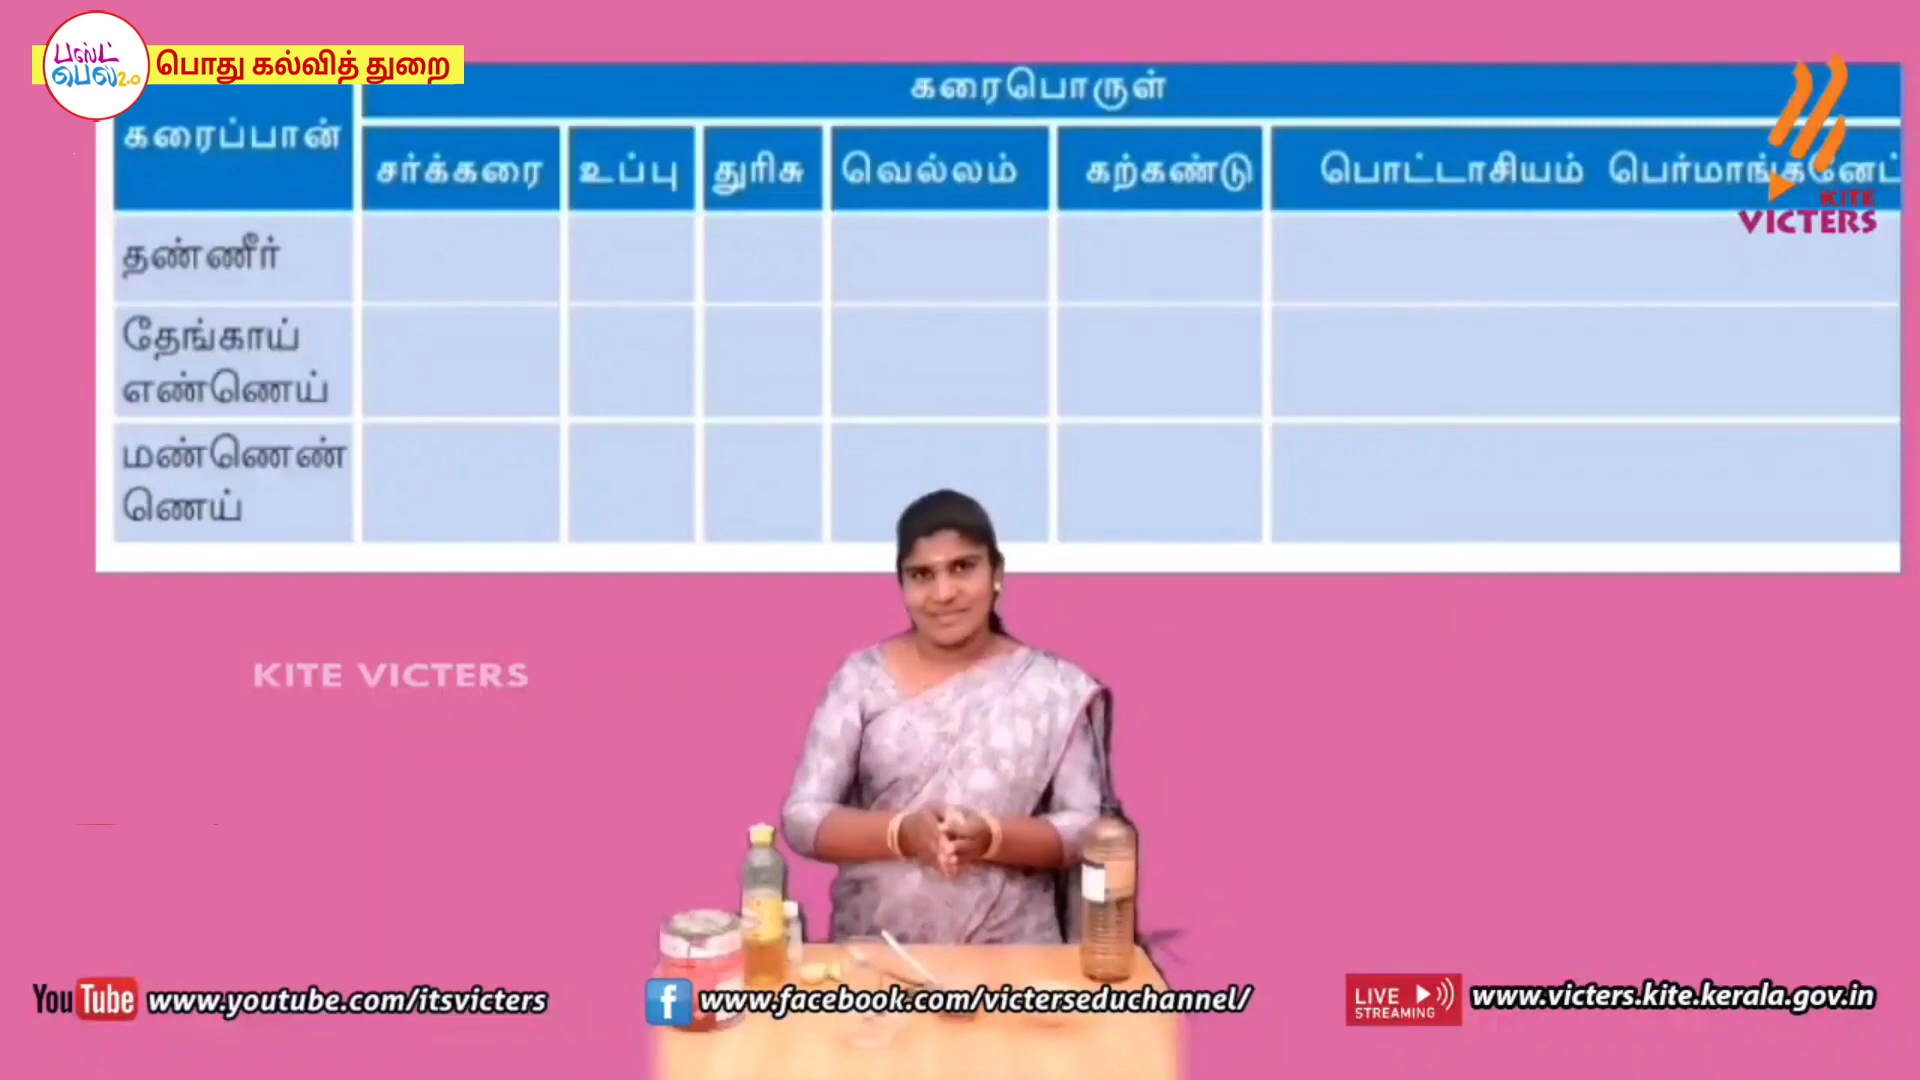 பஸ்ட்
பெல் 2.0
பொது கல்வித் துறை
கரைபொருள்
கரைப்பான்
சர்க்கரை
உப்பு
துரிசு
வெல்லம்
கற்கண்டு
பொட்டாசியம் பெர்மாங்கனேட்
KITE
VICTERS
தண்ணீர்
தேங்காய்
எண்ணெய்
மண்ணெண்
ணெய்
KITE VICTERS
YouTube www.youtube.com/itsvicters
f www.facebook.com/victerseduchannel/
LIVE
STREAMING
www.victers.kite.kerala.gov.in